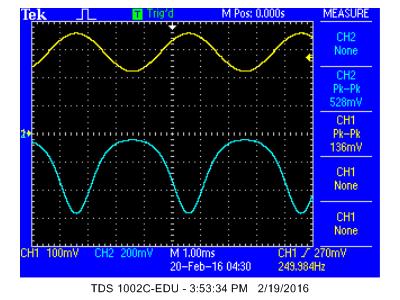 Tek T Trig'd M Pos: 0.000s MEASURE
CH2
None
CH2
Pk-Pk
528mV
CH1
Pk-Pk
136mV
CH1
None
CH1
None
2
CH1 100mV CH2 200mV M 1.00ms CH1 270mV
20-Feb-16 04:30 249.984Hz
TDS 1002C-EDU - 3:53:34 PM 2/19/2016